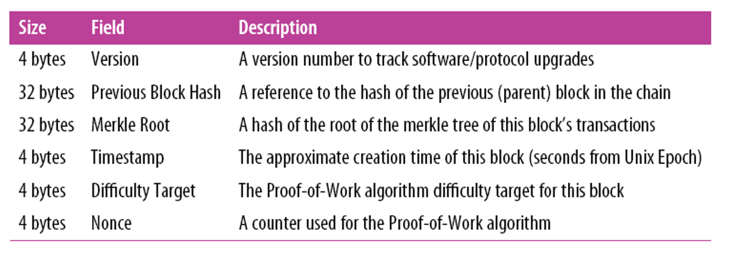 Size Field Description
4 bytes Version A version number to track software/protocol upgrades
32 bytes Previous Block Hash A reference to the hash of the previous (parent) block in the chain
32 bytes Merkle Root A hash of the root of the merkle tree of this block’s transactions
4 bytes Timestamp The approximate creation time of this block (seconds from Unix Epoch)
4 bytes Difficulty Target The Proof-of-Work algorithm difficulty target for this block
4 bytes Nonce A counter used for the Proof-of-Work algorithm